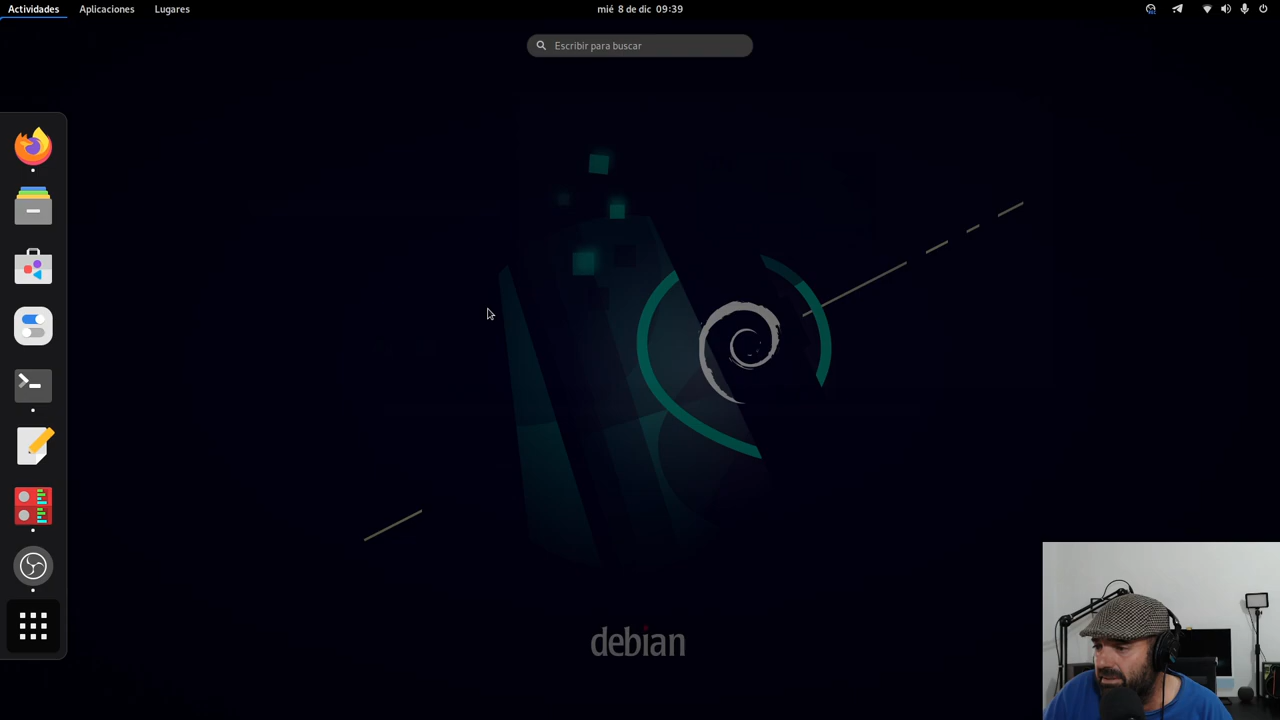 Actividades
Aplicaciones
Lugares
mié 8 de dic 09:39
Escribir para buscar
debian